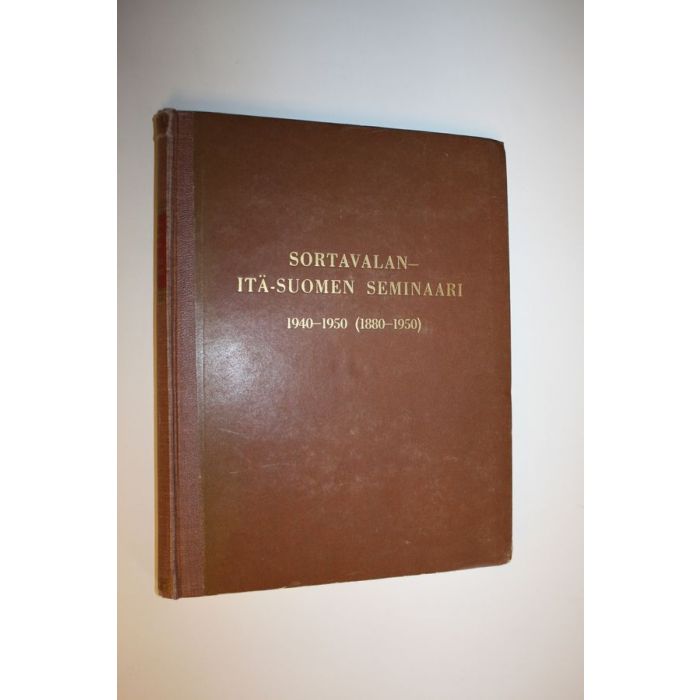 SORTAVALAN–
ITÄ-SUOMEN SEMINAARI
1940–1950 (1880–1950)